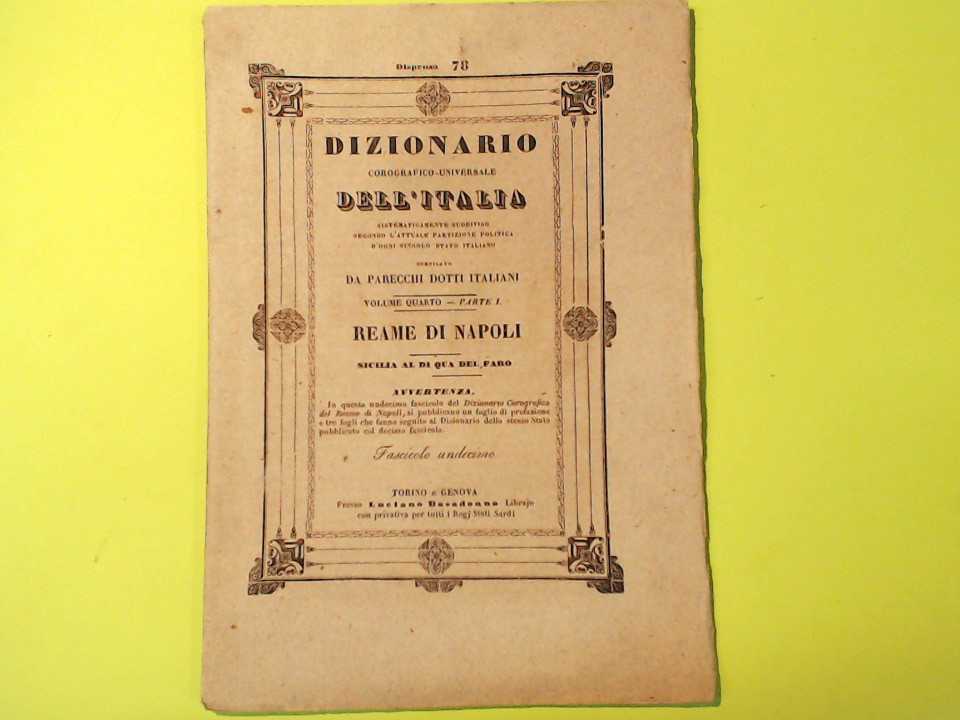 Dispensa 78
DIZIONARIO
COROGRAFICO-UNIVERSALE
DELL'ITALIA
SISTEMATICAMENTE SUDDIVISO
SECONDO L'ATTUALE PARTIZIONE POLITICA
D'OGNI SINGOLO STATO ITALIANO
COMPILATO
DA PARECCHI DOTTI ITALIANI
VOLUME QUARTO — PARTE I.
REAME DI NAPOLI
SICILIA AL DI QUA DEL FARO
AVVERTENZA.
In questo undecimo fascicolo del Dizionario Corografico
del Reame di Napoli, si pubblicano un foglio di prefazione
e tre fogli che fanno seguito al Dizionario dello stesso Stato
pubblicato col decimo fascicolo.
Fascicolo undecimo
TORINO e GENOVA
Presso Luciano Basadonna Librajo
con privativa per tutti i Regj Stati Sardi